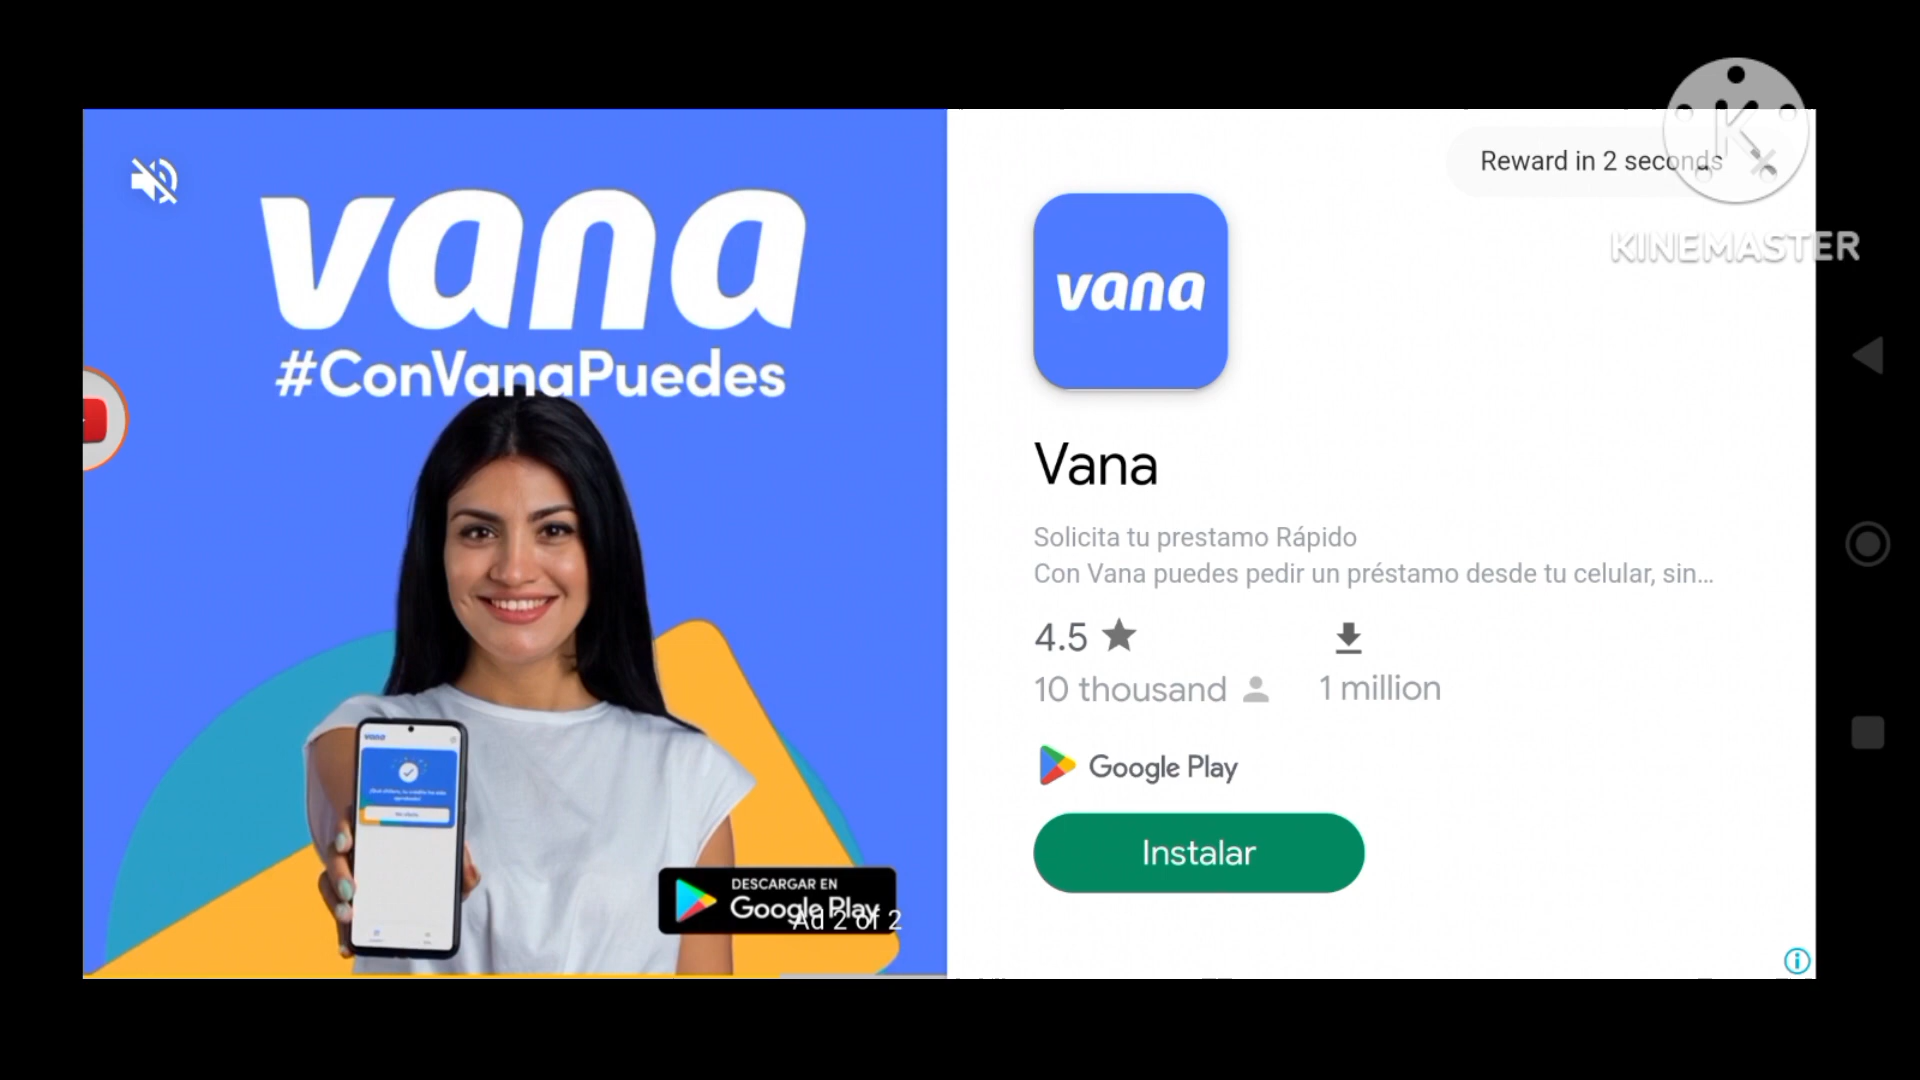 vana
#ConVanaPuedes
vana
DESCARGAR EN
Google Play
Ad 2 of 2
Reward in 2 seconds
K
KINEMASTER
vana
Vana
Solicita tu prestamo Rápido
Con Vana puedes pedir un préstamo desde tu celular, sin...
4.5
10 thousand
1 million
Google Play
Instalar